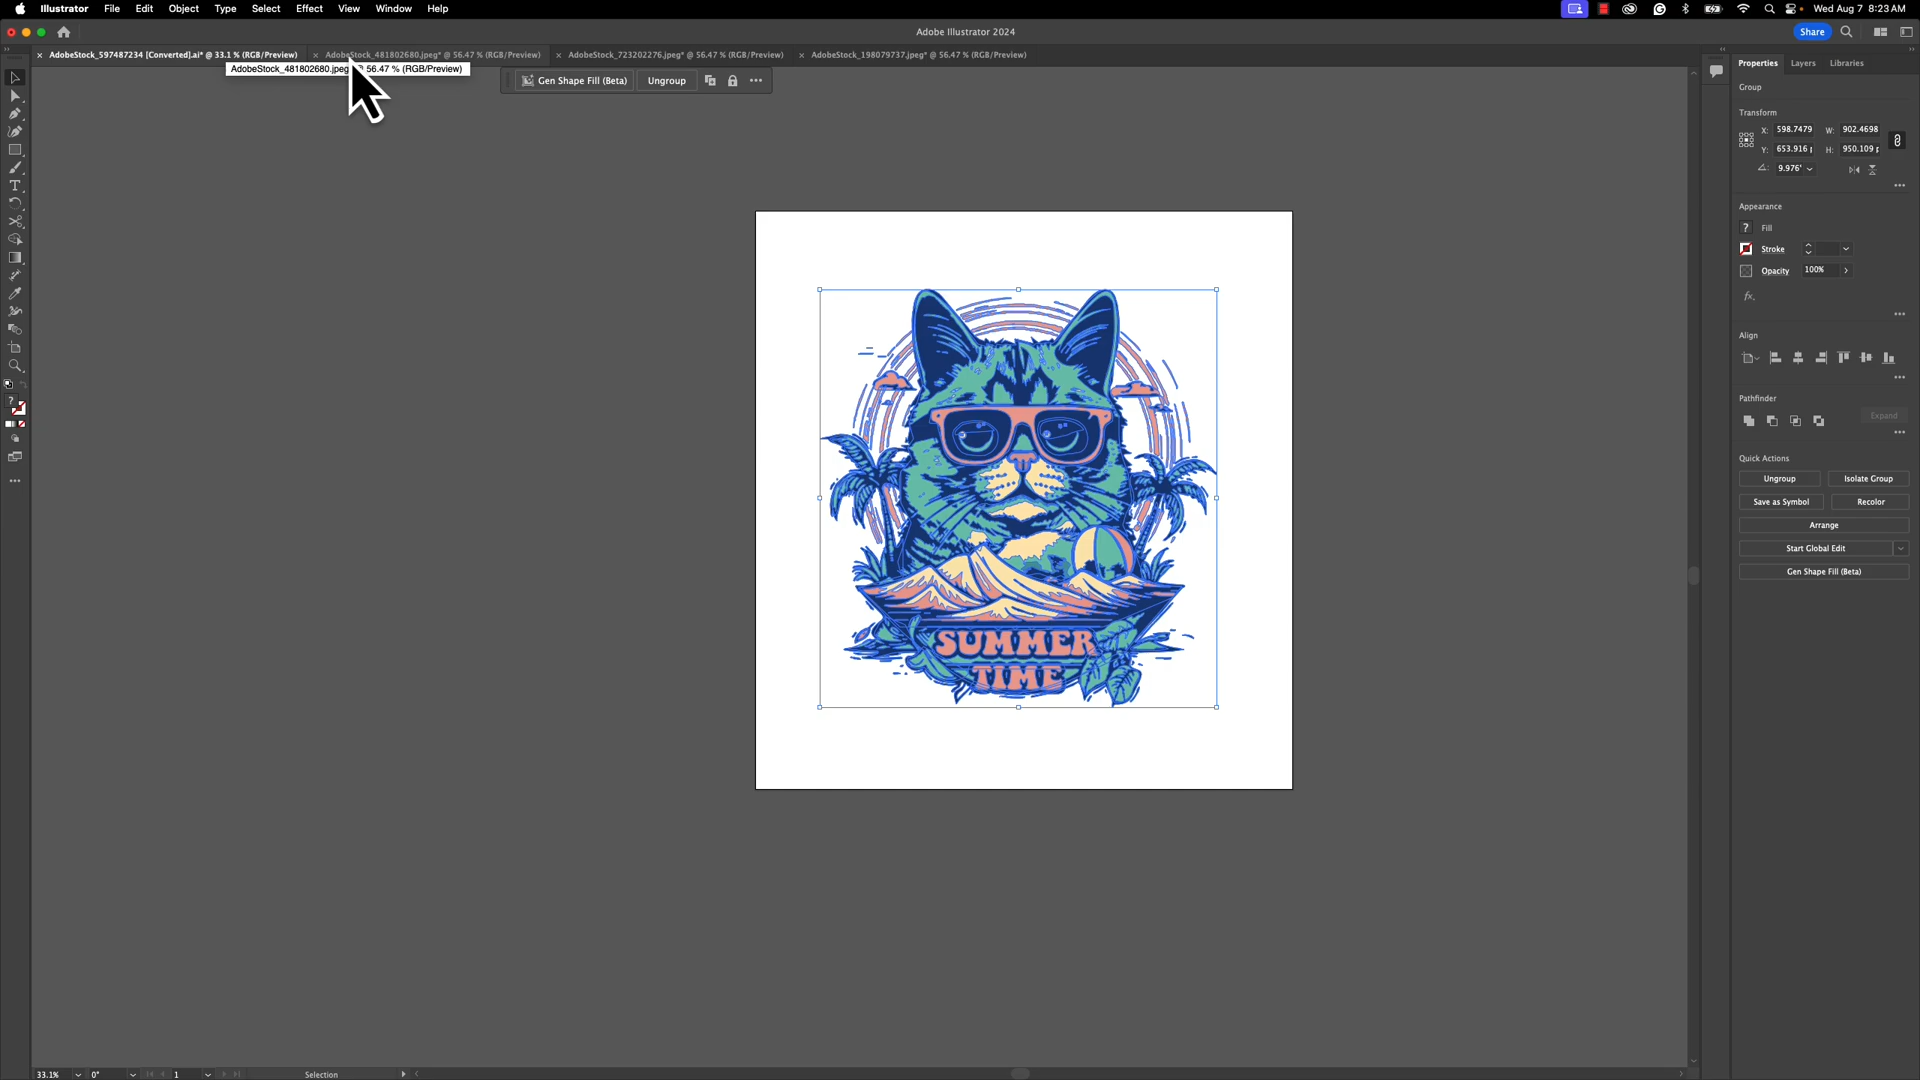 Illustrator File Edit Object Type Select Effect View Window Help
Wed Aug 7 8:23 AM
Adobe Illustrator 2024
Share
AdobeStock_597487234 [Converted].ai* @ 33.1 % (RGB/Preview)
AdobeStock_481802680.jpeg* @ 56.47 % (RGB/Preview)
AdobeStock_723202276.jpeg* @ 56.47 % (RGB/Preview)
AdobeStock_198079737.jpeg* @ 56.47 % (RGB/Preview)
AdobeStock_481802680.jpeg @ 56.47 % (RGB/Preview)
Gen Shape Fill (Beta) Ungroup
Properties Layers Libraries
Group
Transform
X: 598.7479 W: 902.4698
Y: 653.916 p H: 950.109 p
9.976°
Appearance
? Fill
Stroke
Opacity 100%
fx.
Align
Pathfinder
Expand
Quick Actions
Ungroup Isolate Group
Save as Symbol Recolor
Arrange
Start Global Edit
Gen Shape Fill (Beta)
SUMMER
TIME
33.1% 0° 1 Selection